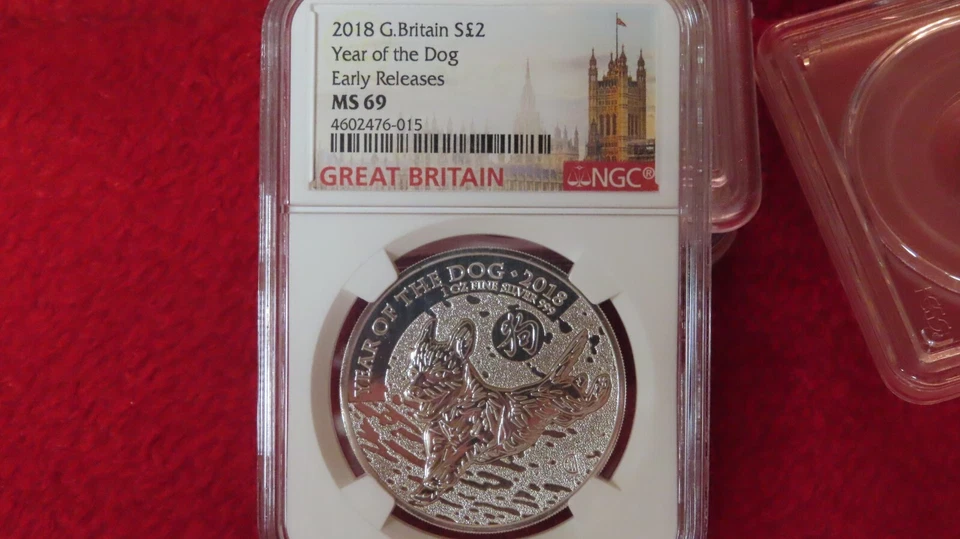 2018 G.Britain S£2
Year of the Dog
Early Releases
MS 69
4602476-015
GREAT BRITAIN
NGC®
YEAR OF THE DOG • 2018
1 OZ FINE SILVER 999
狗